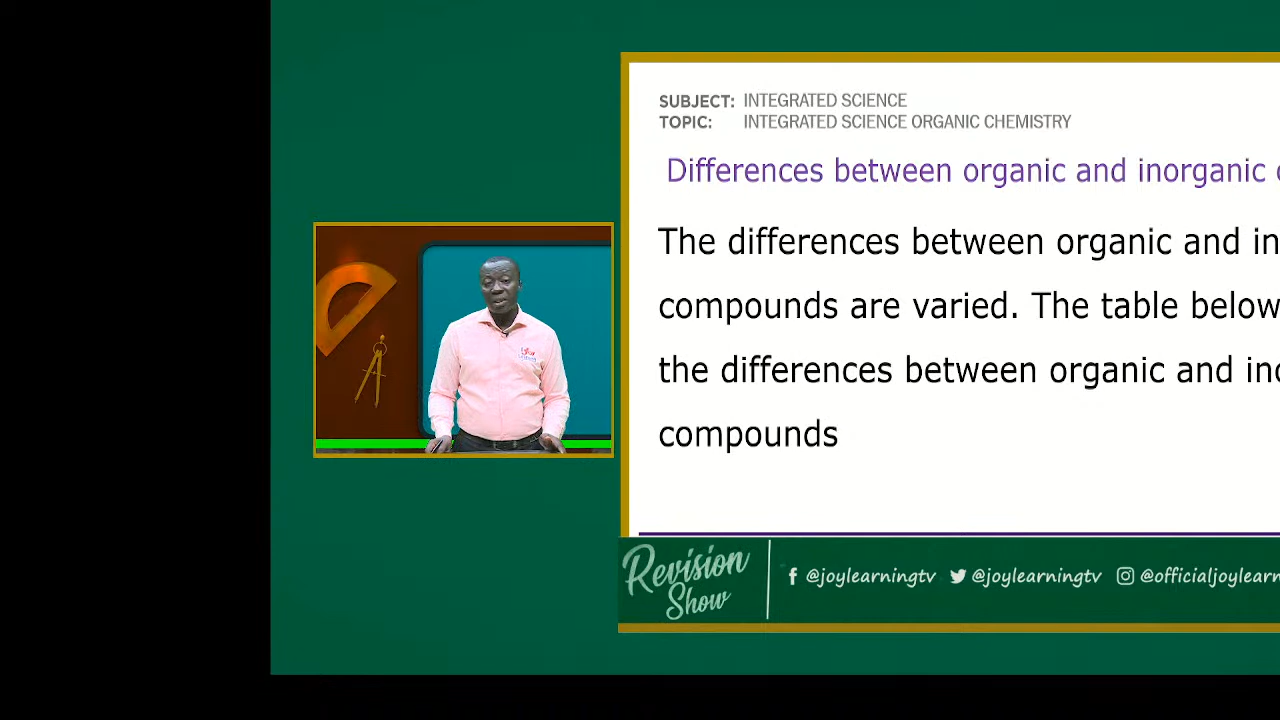 SUBJECT: INTEGRATED SCIENCE
TOPIC: INTEGRATED SCIENCE ORGANIC CHEMISTRY
Differences between organic and inorganic
The differences between organic and in
compounds are varied. The table below
the differences between organic and ino
compounds
Revision
Show
@joylearningtv @joylearningtv @officialjoylearn